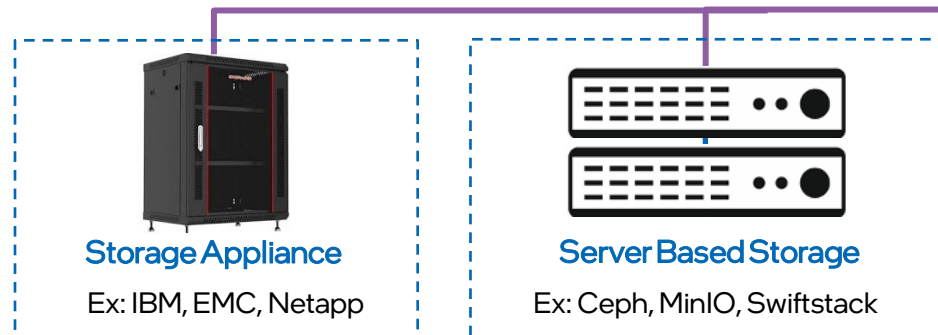 Storage Appliance
Ex: IBM, EMC, Netapp
Server Based Storage
Ex: Ceph, MinIO, Swiftstack